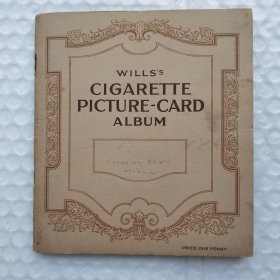 WILLS's
CIGARETTE
PICTURE-CARD
ALBUM
PRICE ONE PENNY